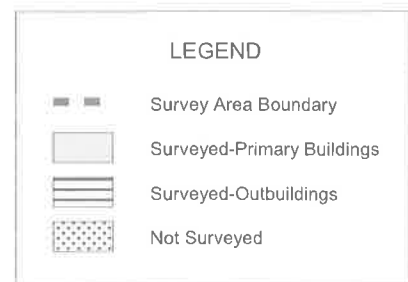 LEGEND
Survey Area Boundary
Surveyed-Primary Buildings
Surveyed-Outbuildings
Not Surveyed